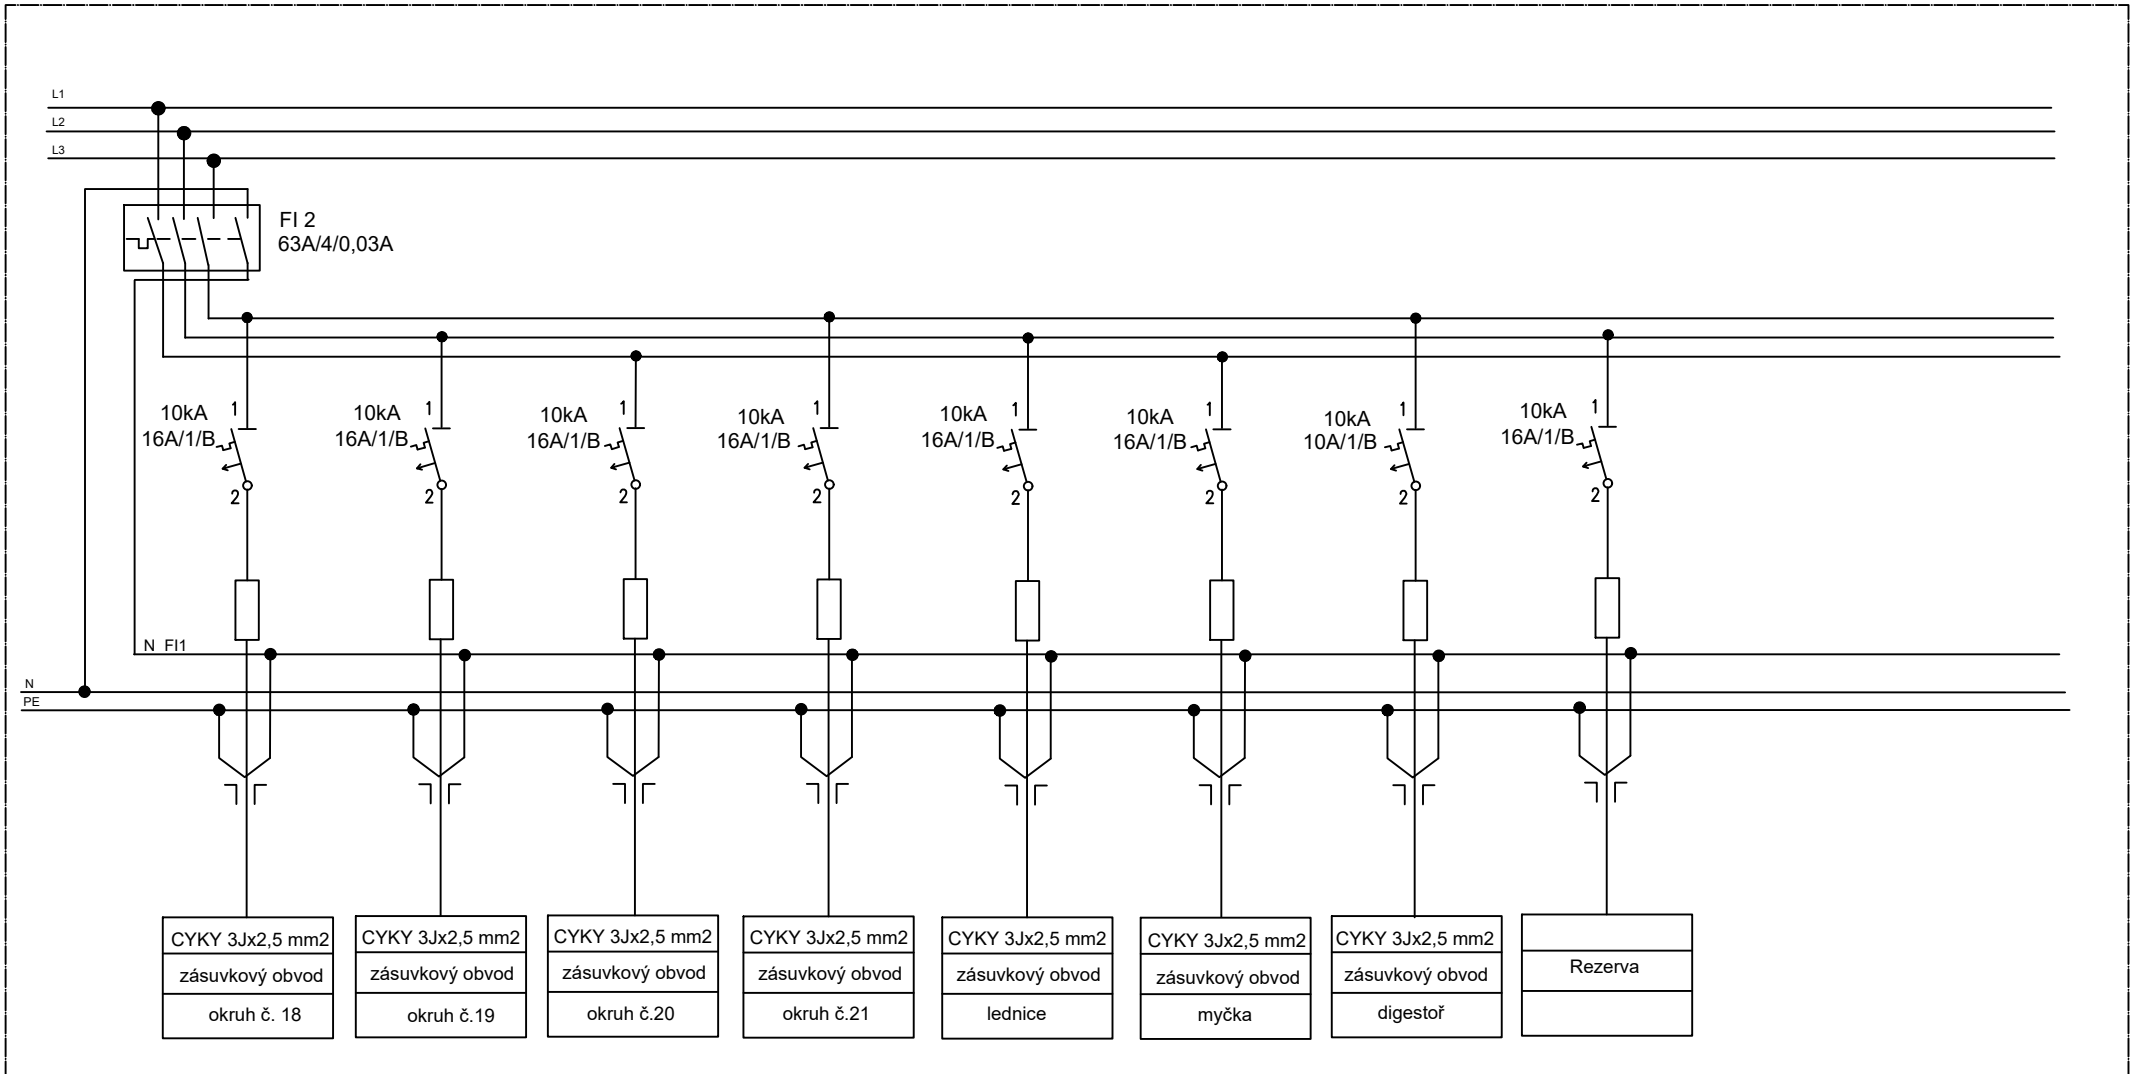 L1
L2
L3
FI 2
63A/4/0,03A
10kA
16A/1/B
1
2
10kA
16A/1/B
1
2
10kA
16A/1/B
1
2
10kA
16A/1/B
1
2
10kA
16A/1/B
1
2
10kA
16A/1/B
1
2
10kA
10A/1/B
1
2
10kA
16A/1/B
1
2
N FI1
N
PE
CYKY 3Jx2,5 mm2
zásuvkový obvod
okruh č. 18
CYKY 3Jx2,5 mm2
zásuvkový obvod
okruh č.19
CYKY 3Jx2,5 mm2
zásuvkový obvod
okruh č.20
CYKY 3Jx2,5 mm2
zásuvkový obvod
okruh č.21
CYKY 3Jx2,5 mm2
zásuvkový obvod
lednice
CYKY 3Jx2,5 mm2
zásuvkový obvod
myčka
CYKY 3Jx2,5 mm2
zásuvkový obvod
digestoř
Rezerva